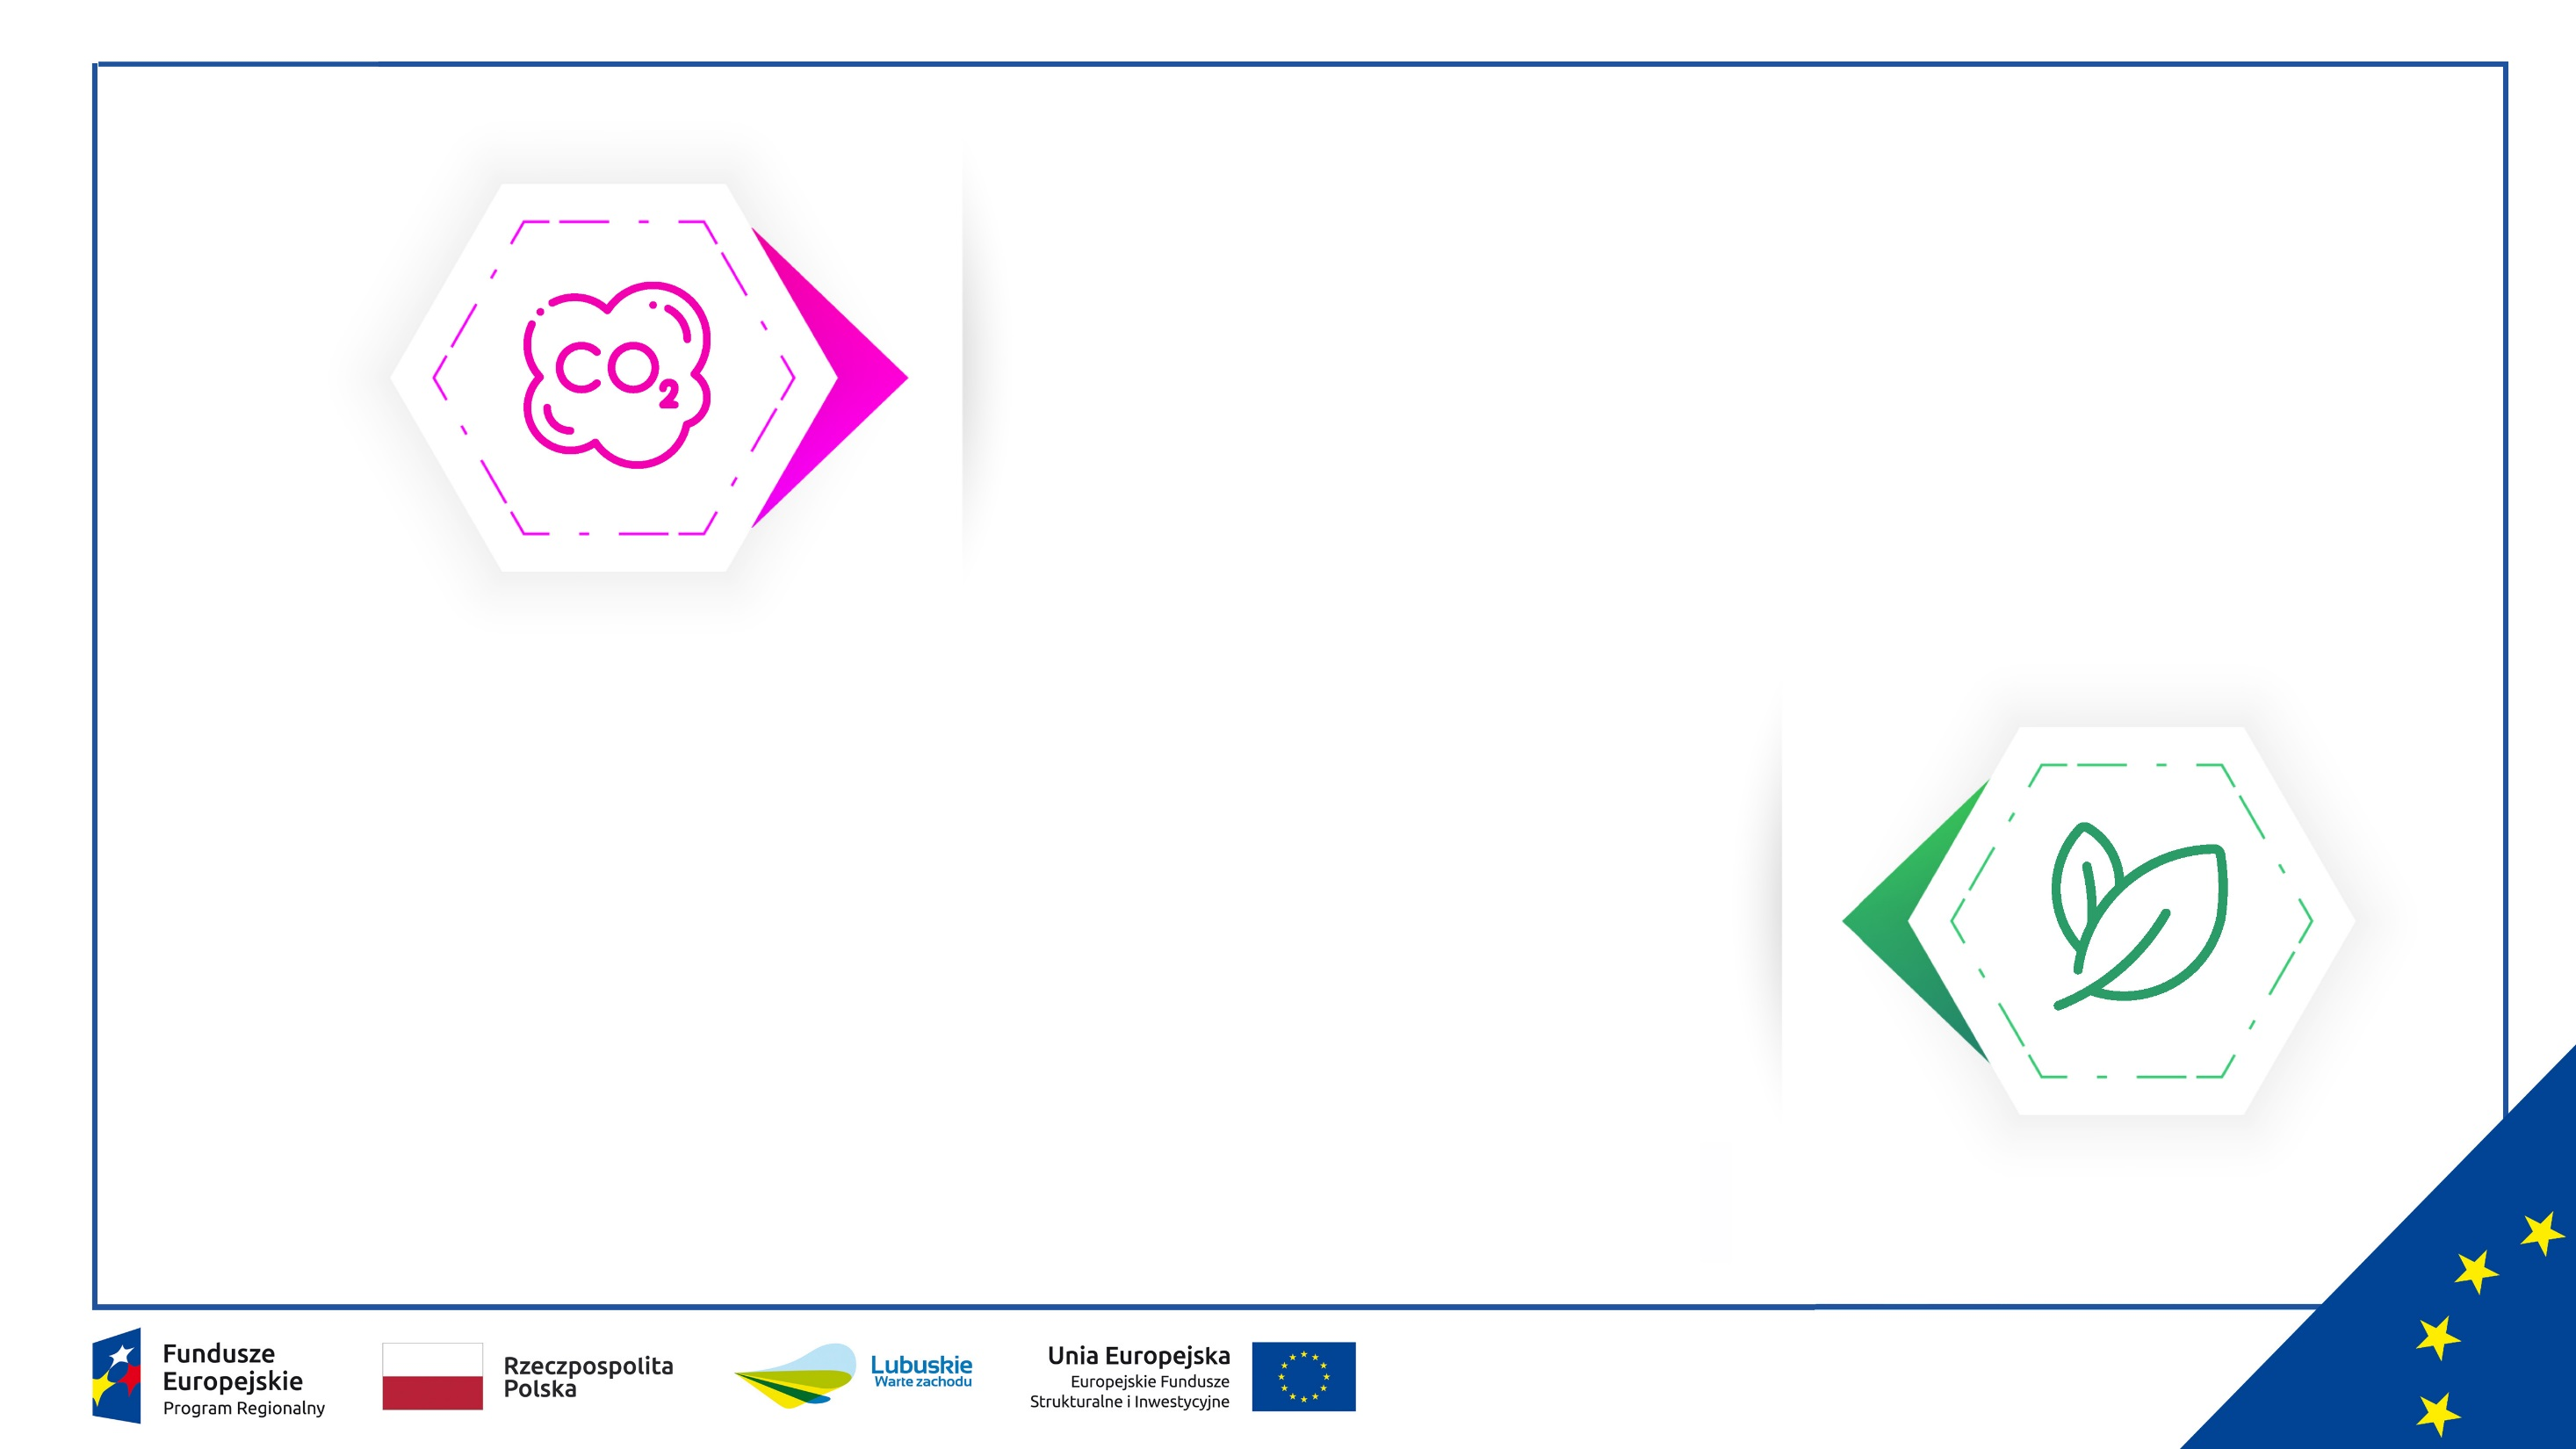 CO₂
Fundusze
Europejskie
Program Regionalny
Rzeczpospolita
Polska
Lubuskie
Warte zachodu
Unia Europejska
Europejskie Fundusze
Strukturalne i Inwestycyjne